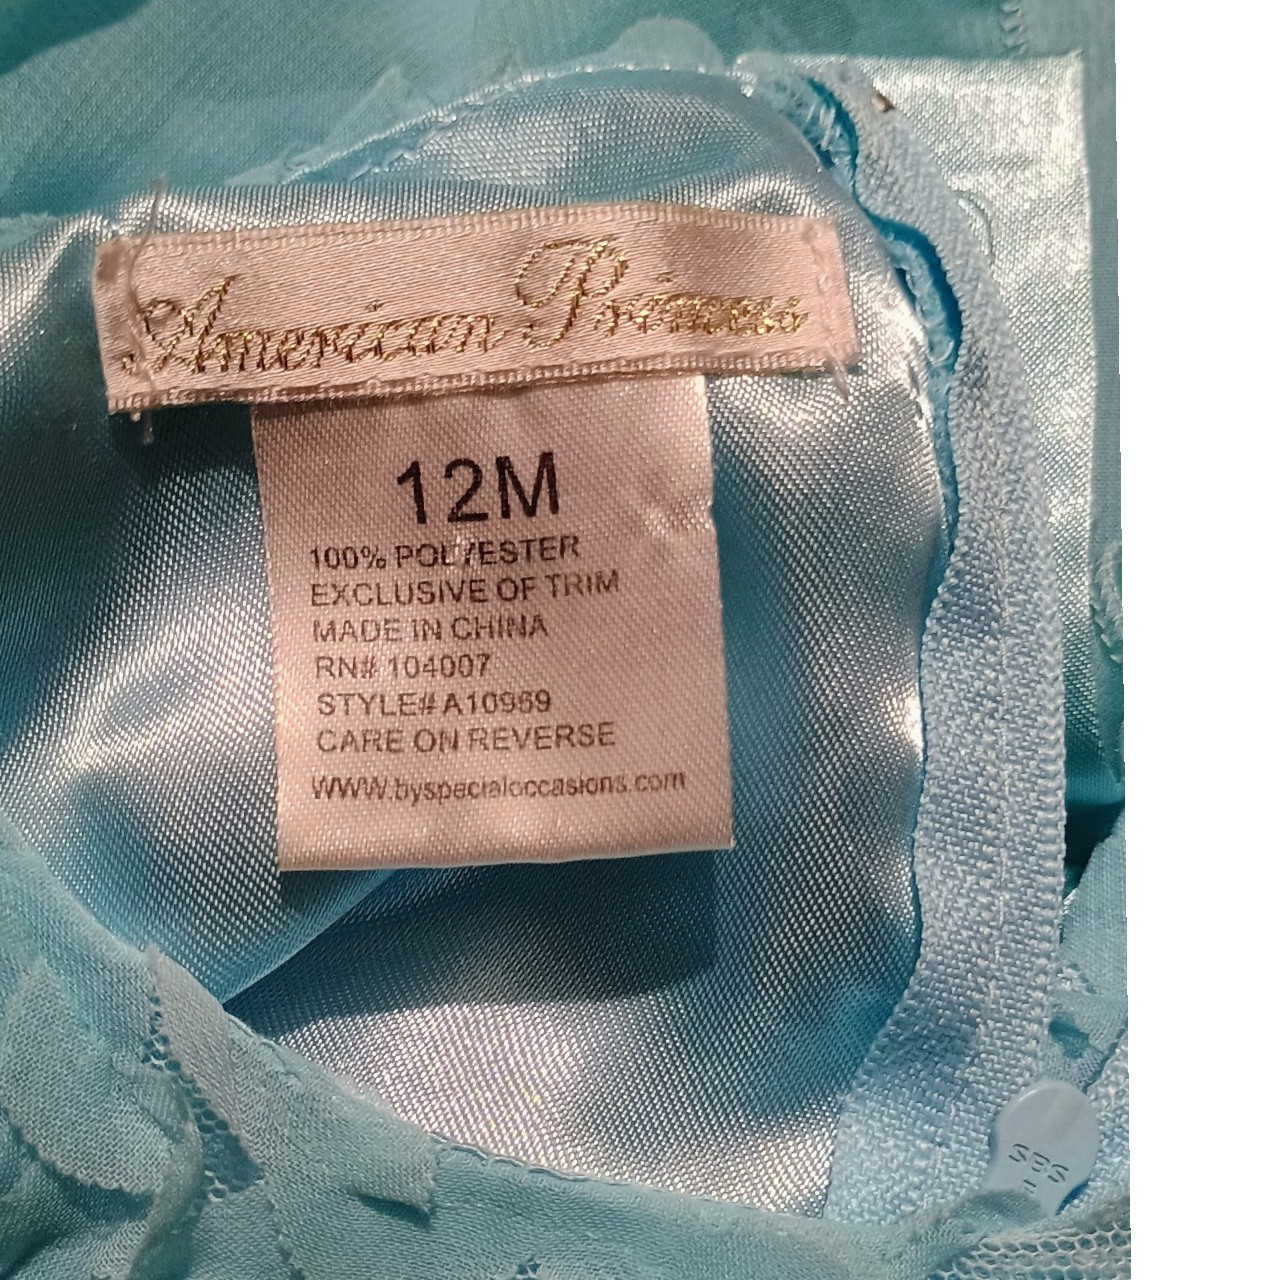 American Princess
12M
100% POLYESTER
EXCLUSIVE OF TRIM
MADE IN CHINA
RN# 104007
STYLE# A10969
CARE ON REVERSE
WWW.byspecialoccasions.com
SBS